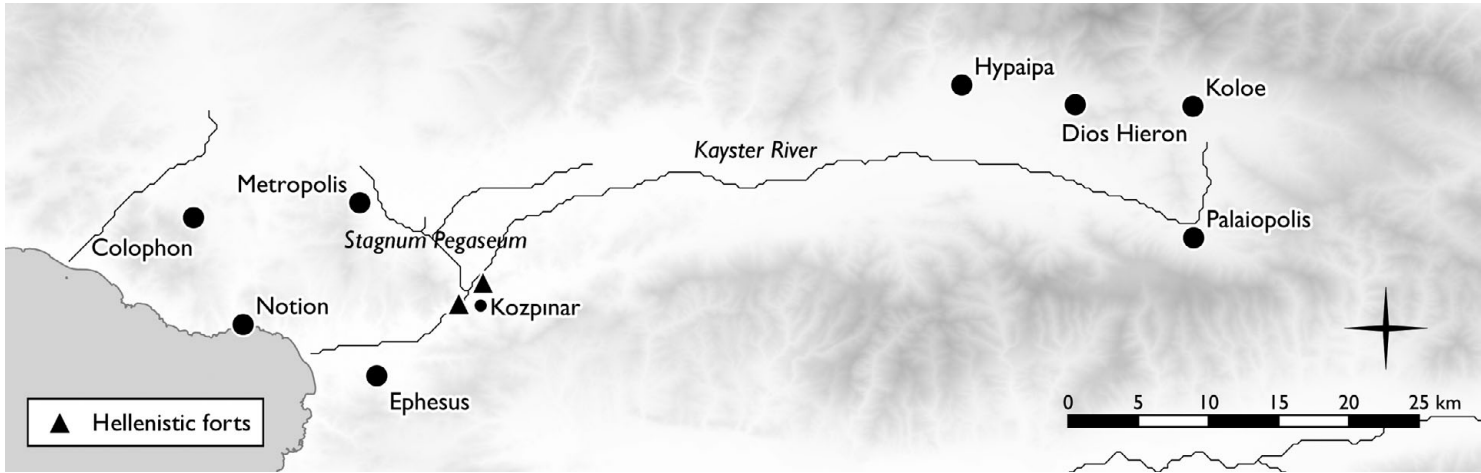 Hypaipa
Koloe
Dios Hieron
Kayster River
Metropolis
Colophon
Stagnum Pegaseum
Palaiopolis
Notion
Kozpınar
Ephesus
Hellenistic forts
0 5 10 15 20 25 km